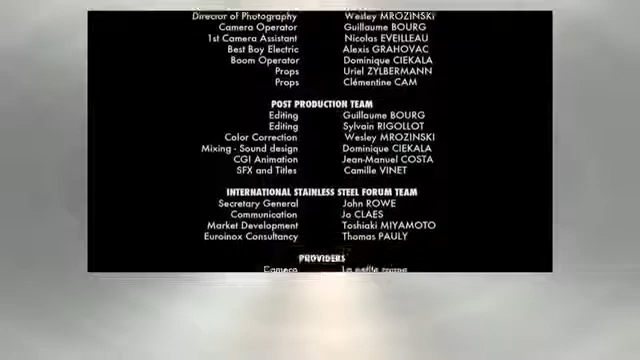 Director of Photography Wesley MROZINSKI
Camera Operator Guillaume BOURG
1st Camera Assistant Nicolas EVEILLEAU
Best Boy Electric Alexis GRAHOVAC
Boom Operator Dominique CIEKALA
Props Uriel ZYLBERMANN
Props Clémentine CAM
POST PRODUCTION TEAM
Editing Guillaume BOURG
Editing Sylvain RIGOLLOT
Color Correction Wesley MROZINSKI
Mixing - Sound design Dominique CIEKALA
CGI Animation Jean-Manuel COSTA
SFX and Titles Camille VINET
INTERNATIONAL STAINLESS STEEL FORUM TEAM
Secretary General John ROWE
Communication Jo CLAES
Market Development Toshiaki MIYAMOTO
Euroinox Consultancy Thomas PAULY
PROVIDERS
Camera